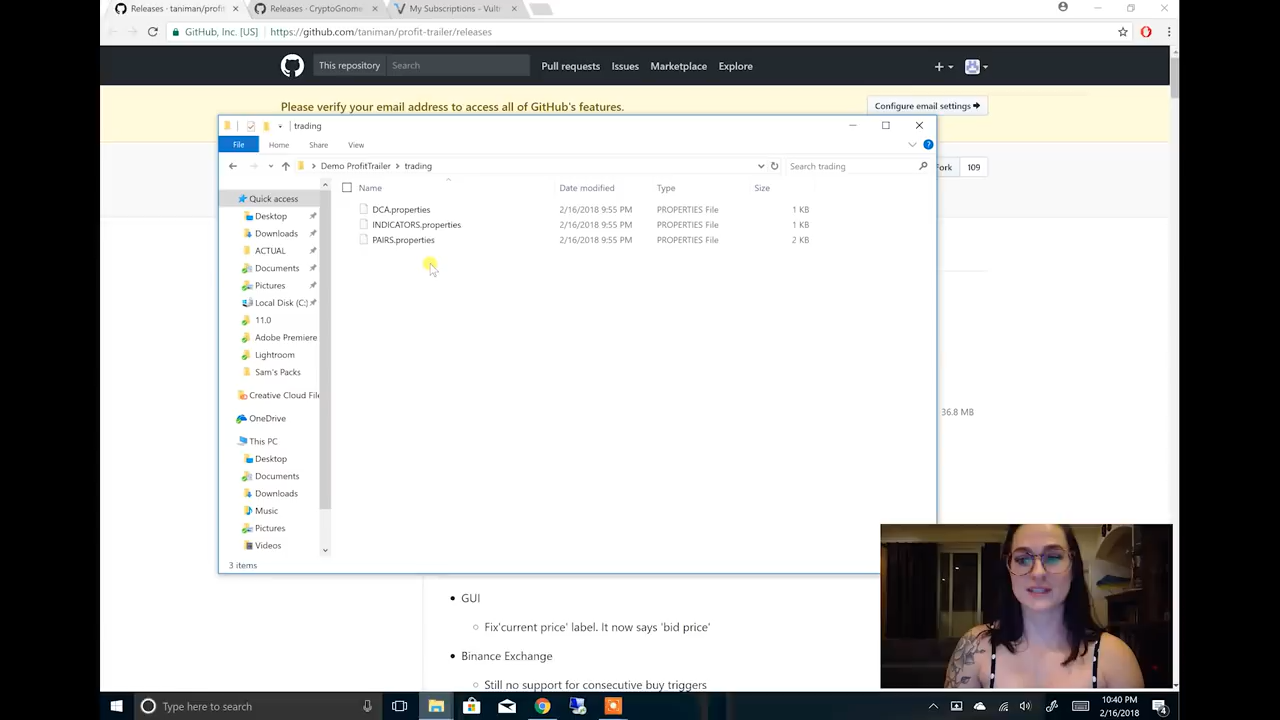 Releases · taniman/profit-
Releases · CryptoGnome
My Subscriptions - Vultr
GitHub, Inc. [US]
https://github.com/taniman/profit-trailer/releases
This repository
Search
Pull requests
Issues
Marketplace
Explore
Please verify your email address to access all of GitHub's features.
Configure email settings
trading
File
Home
Share
View
Demo ProfitTrailer
trading
Search trading
Fork
109
Name
Date modified
Type
Size
DCA.properties
2/16/2018 9:55 PM
PROPERTIES File
1 KB
INDICATORS.properties
2/16/2018 9:55 PM
PROPERTIES File
1 KB
PAIRS.properties
2/16/2018 9:55 PM
PROPERTIES File
2 KB
Quick access
Desktop
Downloads
ACTUAL
Documents
Pictures
Local Disk (C:)
11.0
Adobe Premiere
Lightroom
Sam's Packs
Creative Cloud File
OneDrive
This PC
Desktop
Documents
Downloads
Music
Pictures
Videos
3 items
36.8 MB
GUI
Fix'current price' label. It now says 'bid price'
Binance Exchange
Still no support for consecutive buy triggers
Type here to search
10:40 PM
2/16/2018
4